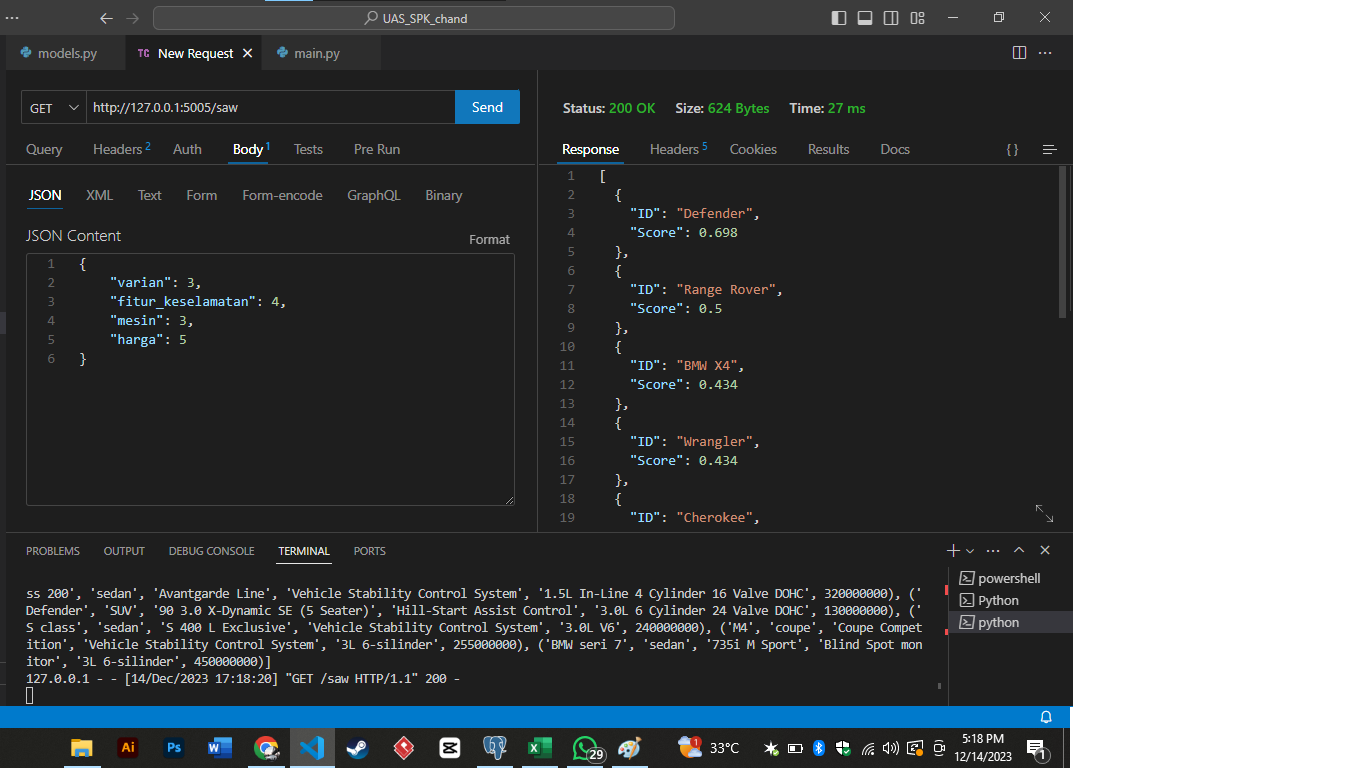 UAS_SPK_chand
models.py
TC New Request
main.py
GET http://127.0.0.1:5005/saw Send
Status: 200 OK Size: 624 Bytes Time: 27 ms
Query Headers 2 Auth Body 1 Tests Pre Run
Response Headers 5 Cookies Results Docs { }
JSON XML Text Form Form-encode GraphQL Binary
JSON Content
Format
1 {
2 "varian": 3,
3 "fitur_keselamatan": 4,
4 "mesin": 3,
5 "harga": 5
6 }
1 [
2 {
3 "ID": "Defender",
4 "Score": 0.698
5 },
6 {
7 "ID": "Range Rover",
8 "Score": 0.5
9 },
10 {
11 "ID": "BMW X4",
12 "Score": 0.434
13 },
14 {
15 "ID": "Wrangler",
16 "Score": 0.434
17 },
18 {
19 "ID": "Cherokee",
PROBLEMS OUTPUT DEBUG CONSOLE TERMINAL PORTS
ss 200', 'sedan', 'Avantgarde Line', 'Vehicle Stability Control System', '1.5L In-Line 4 Cylinder 16 Valve DOHC', 320000000), ('
Defender', 'SUV', '90 3.0 X-Dynamic SE (5 Seater)', 'Hill-Start Assist Control', '3.0L 6 Cylinder 24 Valve DOHC', 130000000), ('
S class', 'sedan', 'S 400 L Exclusive', 'Vehicle Stability Control System', '3.0L V6', 240000000), ('M4', 'coupe', 'Coupe Compet
ition', 'Vehicle Stability Control System', '3L 6-silinder', 255000000), ('BMW seri 7', 'sedan', '735i M Sport', 'Blind Spot mon
itor', '3L 6-silinder', 450000000)]
127.0.0.1 - - [14/Dec/2023 17:18:20] "GET /saw HTTP/1.1" 200 -
powershell
Python
python
Ai
Ps
29
1
33°C
5:18 PM
12/14/2023
1